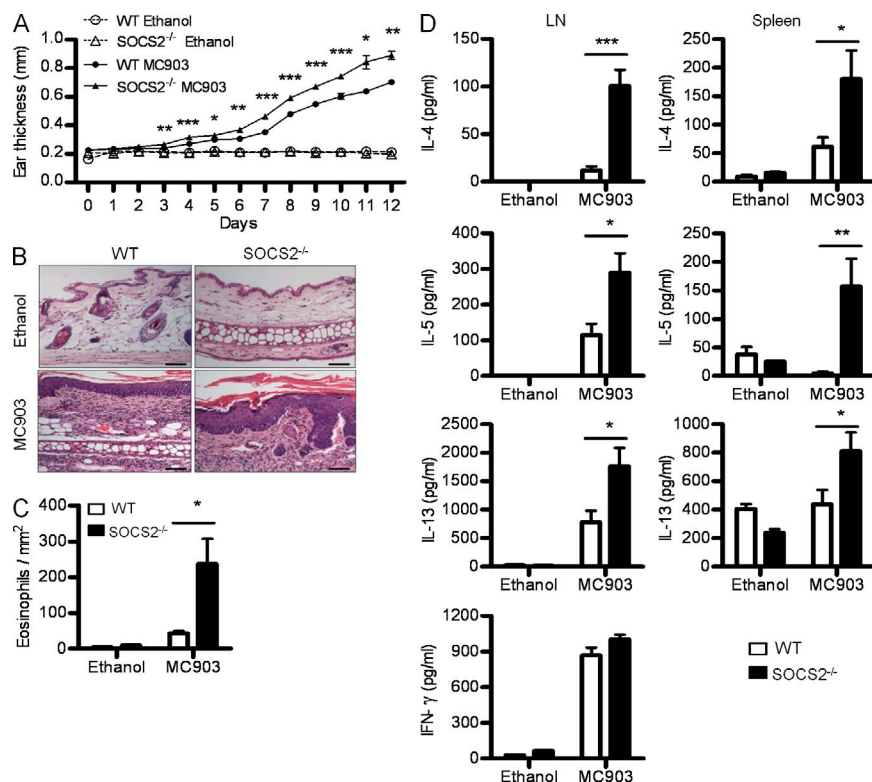 A
WT Ethanol
SOCS2-/- Ethanol
WT MC903
SOCS2-/- MC903
Ear thickness (mm)
1.0
0.8
0.6
0.4
0.2
0.0
** *** * ** *** *** *** *** * **
0 1 2 3 4 5 6 7 8 9 10 11 12
Days
B
WT SOCS2-/-
Ethanol
MC903
C
Eosinophils / mm2
400
300
200
100
0
WT
SOCS2-/-
*
Ethanol MC903
D
LN
IL-4 (pg/ml)
150
100
50
0
***
Ethanol MC903
Spleen
IL-4 (pg/ml)
250
200
150
100
50
0
*
Ethanol MC903
IL-5 (pg/ml)
400
300
200
100
0
*
Ethanol MC903
IL-5 (pg/ml)
250
200
150
100
50
0
**
Ethanol MC903
IL-13 (pg/ml)
2500
2000
1500
1000
500
0
*
Ethanol MC903
IL-13 (pg/ml)
1000
800
600
400
200
0
*
Ethanol MC903
IFN- γ (pg/ml)
1200
900
600
300
0
Ethanol MC903
WT
SOCS2-/-